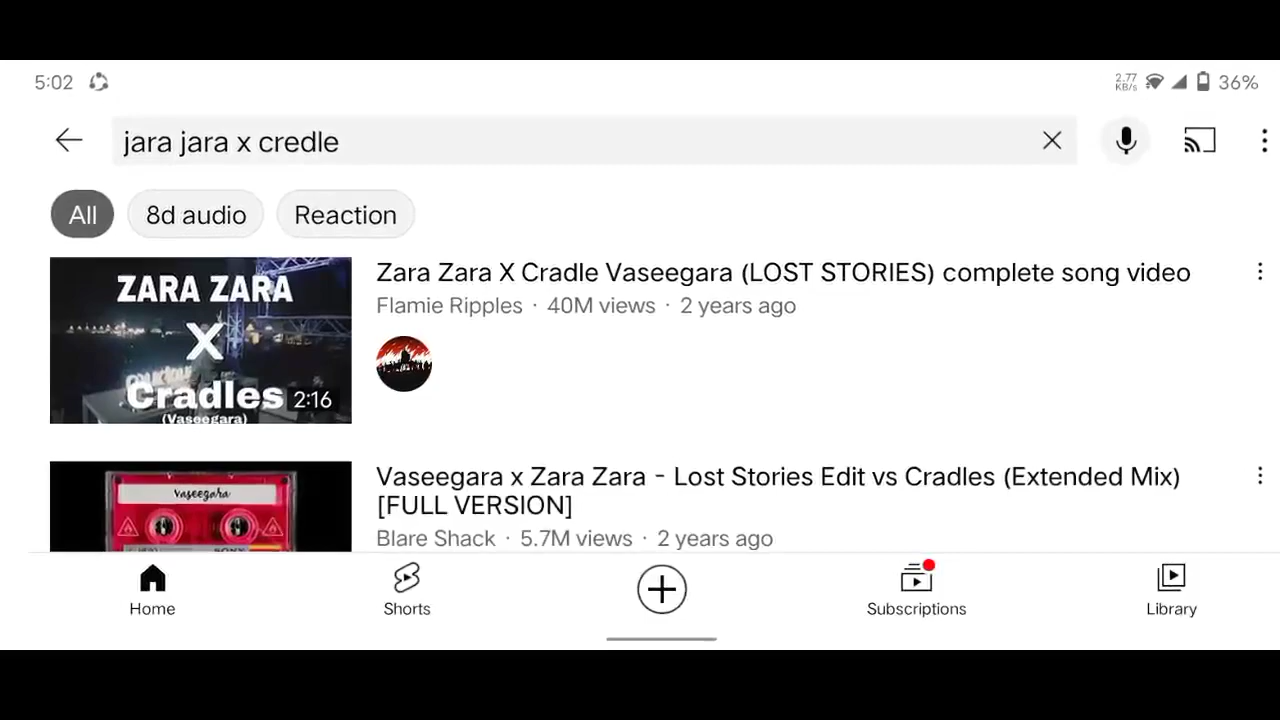 5:02
2.77
KB/s
36%
jara jara x credle
All
8d audio
Reaction
ZARA ZARA
X
Cradles
(Vaseegara)
2:16
Zara Zara X Cradle Vaseegara (LOST STORIES) complete song video
Flamie Ripples · 40M views · 2 years ago
vaseegara
Vaseegara x Zara Zara - Lost Stories Edit vs Cradles (Extended Mix)
[FULL VERSION]
Blare Shack · 5.7M views · 2 years ago
Home
Shorts
Subscriptions
Library